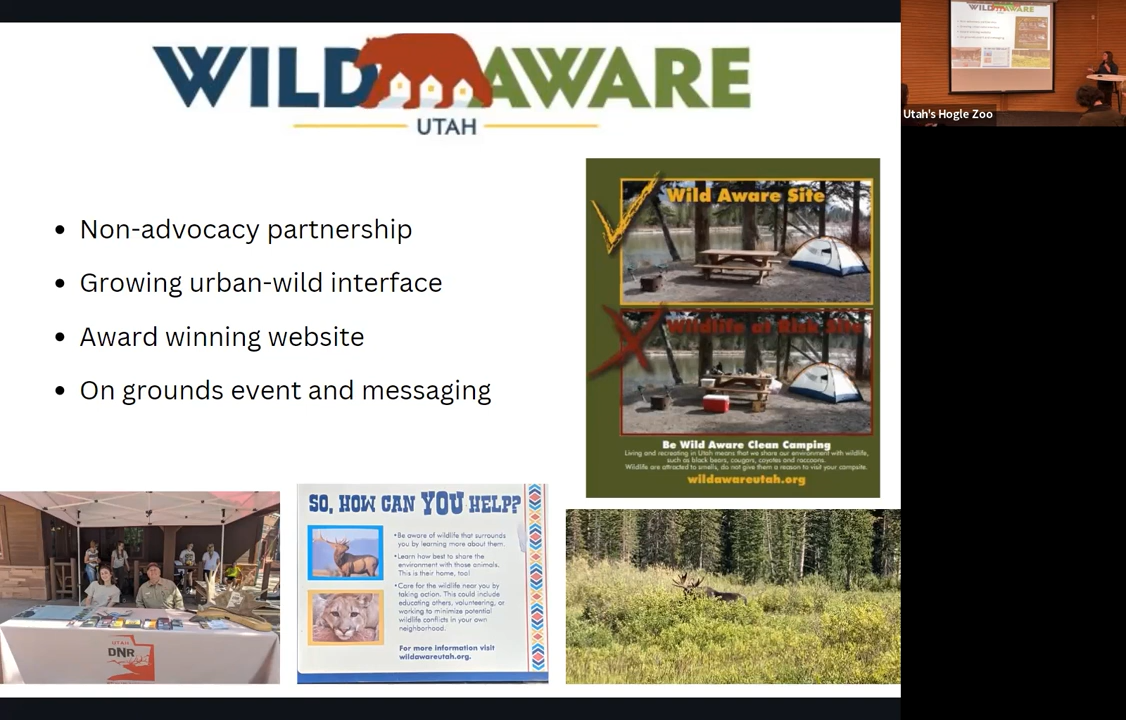 WILD AWARE
UTAH
Non-advocacy partnership
Growing urban-wild interface
Award winning website
On grounds event and messaging
Wild Aware Site
Wildlife at Risk Site
Be Wild Aware Clean Camping
Living and recreating in Utah means that we share our environment with wildlife,
such as black bears, cougars, coyotes and raccoons.
Wildlife are attracted to smells, do not give them a reason to visit your campsite.
wildawareutah.org
UTAH
DNR
SO, HOW CAN YOU HELP?
•Be aware of wildlife that surrounds
you by learning more about them.
•Learn how best to share the
environment with those animals.
This is their home, too!
•Care for the wildlife near you by
taking action. This could include
educating others, volunteering, or
working to minimize potential
wildlife conflicts in your own
neighborhood.
For more information visit
wildawareutah.org.
WILD AWARE
Utah's Hogle Zoo